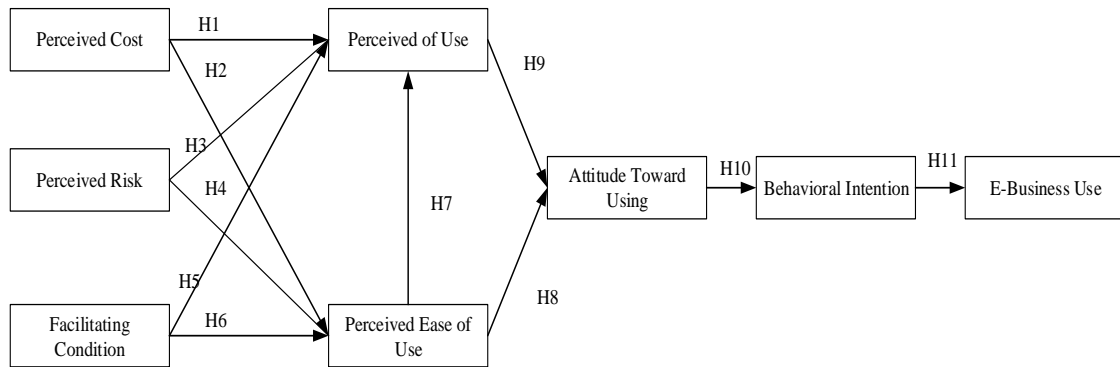 Perceived Cost
H1
Perceived of Use
H2
H9
H3
Perceived Risk
H4
H7
Attitude Toward
Using
H10
Behavioral Intention
H11
E-Business Use
H5
H6
H8
Facilitating
Condition
Perceived Ease of
Use